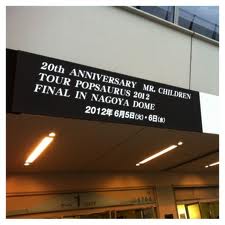 20th ANNIVERSARY MR. CHILDREN
TOUR POPSAURUS 2012
FINAL IN NAGOYA DOME
2012年 6月5日(火)・6日(水)